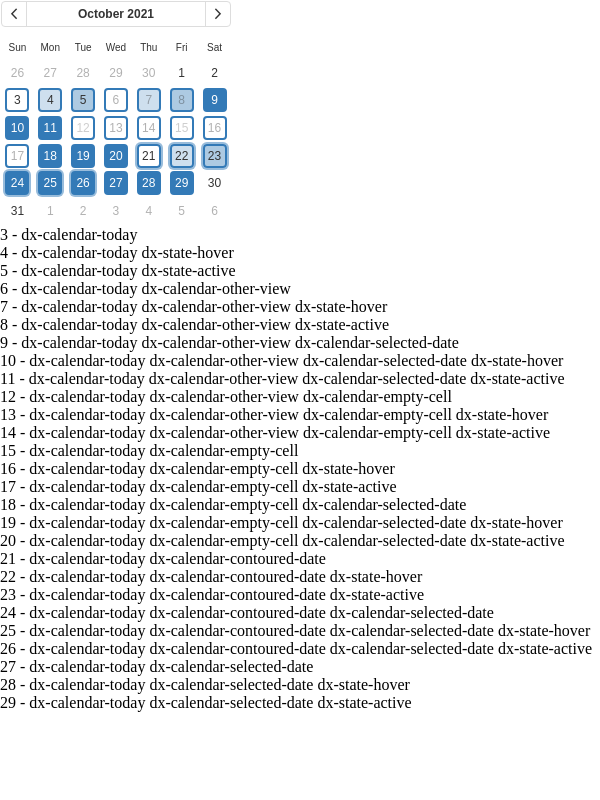 October 2021
Sun Mon Tue Wed Thu Fri Sat
26 27 28 29 30 1 2
3 4 5 6 7 8 9
10 11 12 13 14 15 16
17 18 19 20 21 22 23
24 25 26 27 28 29 30
31 1 2 3 4 5 6
3 - dx-calendar-today
4 - dx-calendar-today dx-state-hover
5 - dx-calendar-today dx-state-active
6 - dx-calendar-today dx-calendar-other-view
7 - dx-calendar-today dx-calendar-other-view dx-state-hover
8 - dx-calendar-today dx-calendar-other-view dx-state-active
9 - dx-calendar-today dx-calendar-other-view dx-calendar-selected-date
10 - dx-calendar-today dx-calendar-other-view dx-calendar-selected-date dx-state-hover
11 - dx-calendar-today dx-calendar-other-view dx-calendar-selected-date dx-state-active
12 - dx-calendar-today dx-calendar-other-view dx-calendar-empty-cell
13 - dx-calendar-today dx-calendar-other-view dx-calendar-empty-cell dx-state-hover
14 - dx-calendar-today dx-calendar-other-view dx-calendar-empty-cell dx-state-active
15 - dx-calendar-today dx-calendar-empty-cell
16 - dx-calendar-today dx-calendar-empty-cell dx-state-hover
17 - dx-calendar-today dx-calendar-empty-cell dx-state-active
18 - dx-calendar-today dx-calendar-empty-cell dx-calendar-selected-date
19 - dx-calendar-today dx-calendar-empty-cell dx-calendar-selected-date dx-state-hover
20 - dx-calendar-today dx-calendar-empty-cell dx-calendar-selected-date dx-state-active
21 - dx-calendar-today dx-calendar-contoured-date
22 - dx-calendar-today dx-calendar-contoured-date dx-state-hover
23 - dx-calendar-today dx-calendar-contoured-date dx-state-active
24 - dx-calendar-today dx-calendar-contoured-date dx-calendar-selected-date
25 - dx-calendar-today dx-calendar-contoured-date dx-calendar-selected-date dx-state-hover
26 - dx-calendar-today dx-calendar-contoured-date dx-calendar-selected-date dx-state-active
27 - dx-calendar-today dx-calendar-selected-date
28 - dx-calendar-today dx-calendar-selected-date dx-state-hover
29 - dx-calendar-today dx-calendar-selected-date dx-state-active